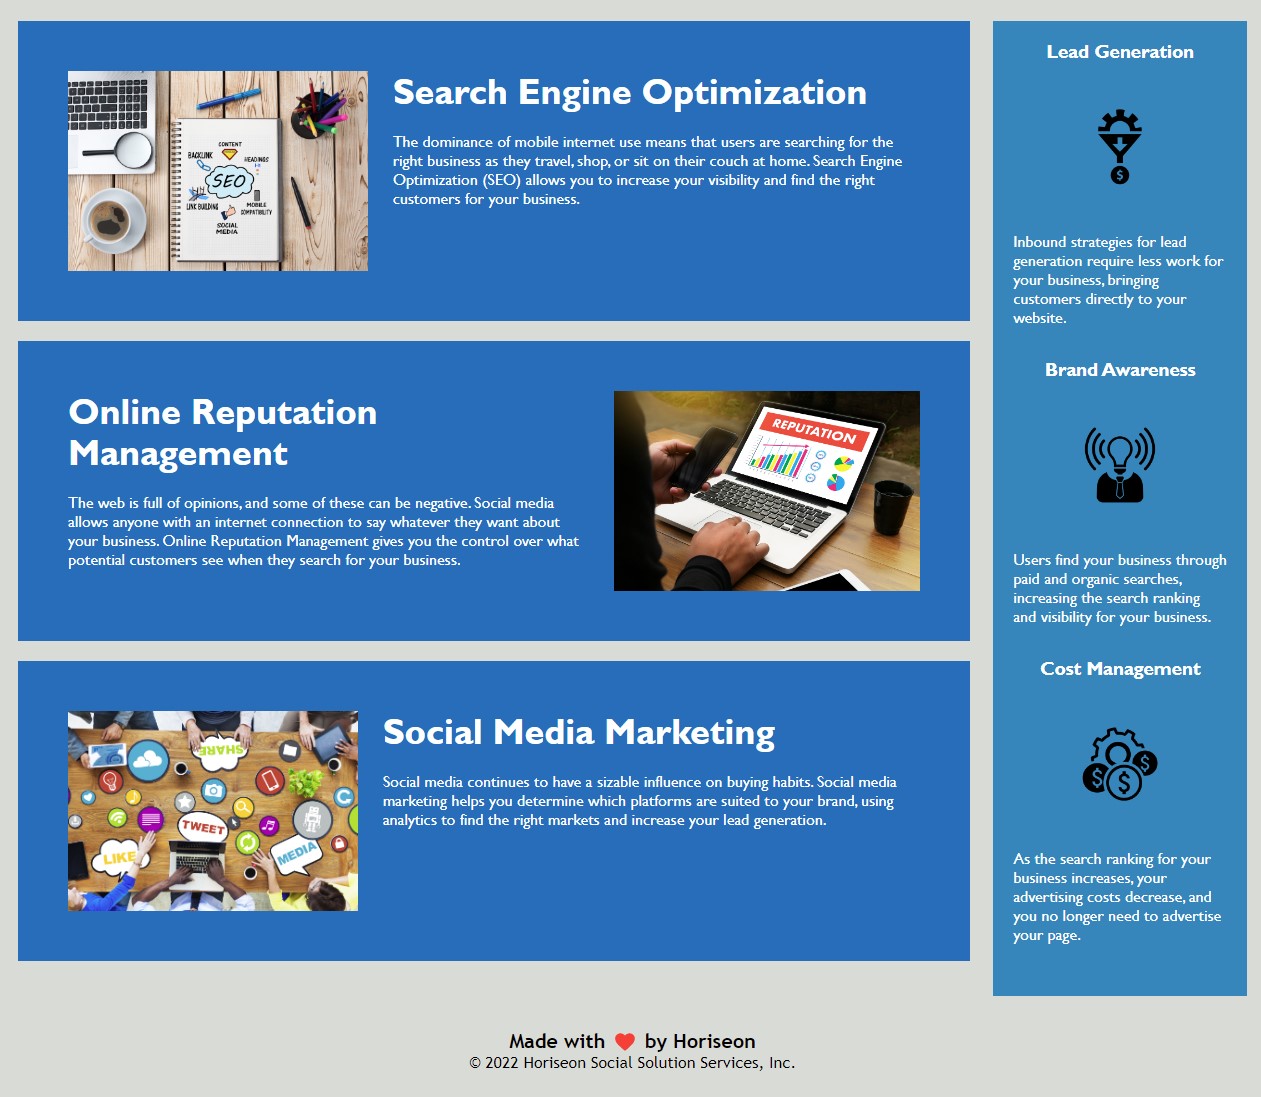 Search Engine Optimization
The dominance of mobile internet use means that users are searching for the
right business as they travel, shop, or sit on their couch at home. Search Engine
Optimization (SEO) allows you to increase your visibility and find the right
customers for your business.
CONTENT
BACKLINK
HEADINGS
SEO
LINK BUILDING
MOBILE
COMPATIBILITY
SOCIAL
MEDIA
Online Reputation
Management
The web is full of opinions, and some of these can be negative. Social media
allows anyone with an internet connection to say whatever they want about
your business. Online Reputation Management gives you the control over what
potential customers see when they search for your business.
REPUTATION
Social Media Marketing
Social media continues to have a sizable influence on buying habits. Social media
marketing helps you determine which platforms are suited to your brand, using
analytics to find the right markets and increase your lead generation.
SHARE
TWEET
LIKE
MEDIA
Lead Generation
$
Inbound strategies for lead
generation require less work for
your business, bringing
customers directly to your
website.
Brand Awareness
Users find your business through
paid and organic searches,
increasing the search ranking
and visibility for your business.
Cost Management
$ $ $
As the search ranking for your
business increases, your
advertising costs decrease, and
you no longer need to advertise
your page.
Made with ❤️ by Horiseon
© 2022 Horiseon Social Solution Services, Inc.